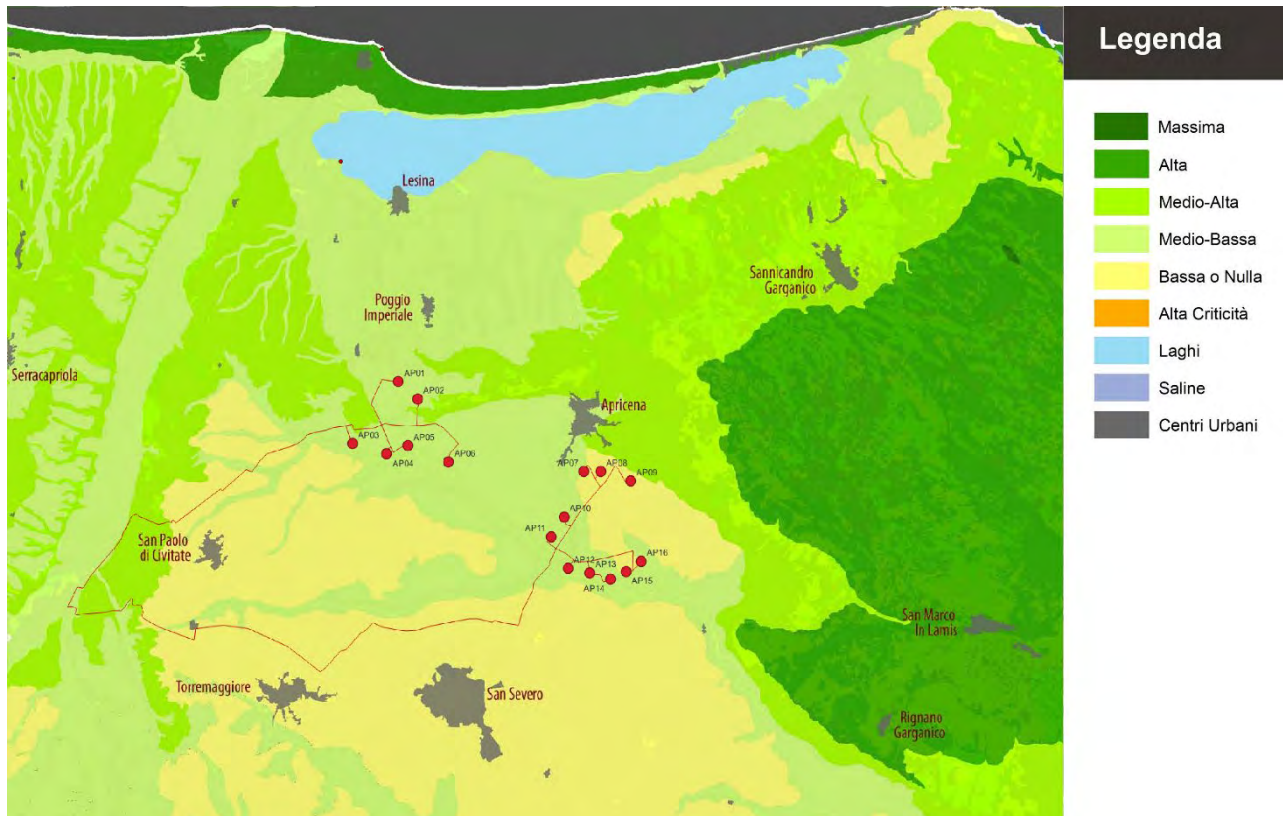 Legenda
Massima
Alta
Medio-Alta
Medio-Bassa
Bassa o Nulla
Alta Criticità
Laghi
Saline
Centri Urbani
Lesina
Sannicandro
Garganico
Poggio
Imperiale
Serracapriola
AP01
AP02
Apricena
AP03
AP05
AP04
AP06
AP07
AP08
AP09
AP10
AP11
San Paolo
di Civitate
AP12
AP13
AP16
AP14
AP15
San Marco
In Lamis
Torremaggiore
San Severo
Rignano
Garganico